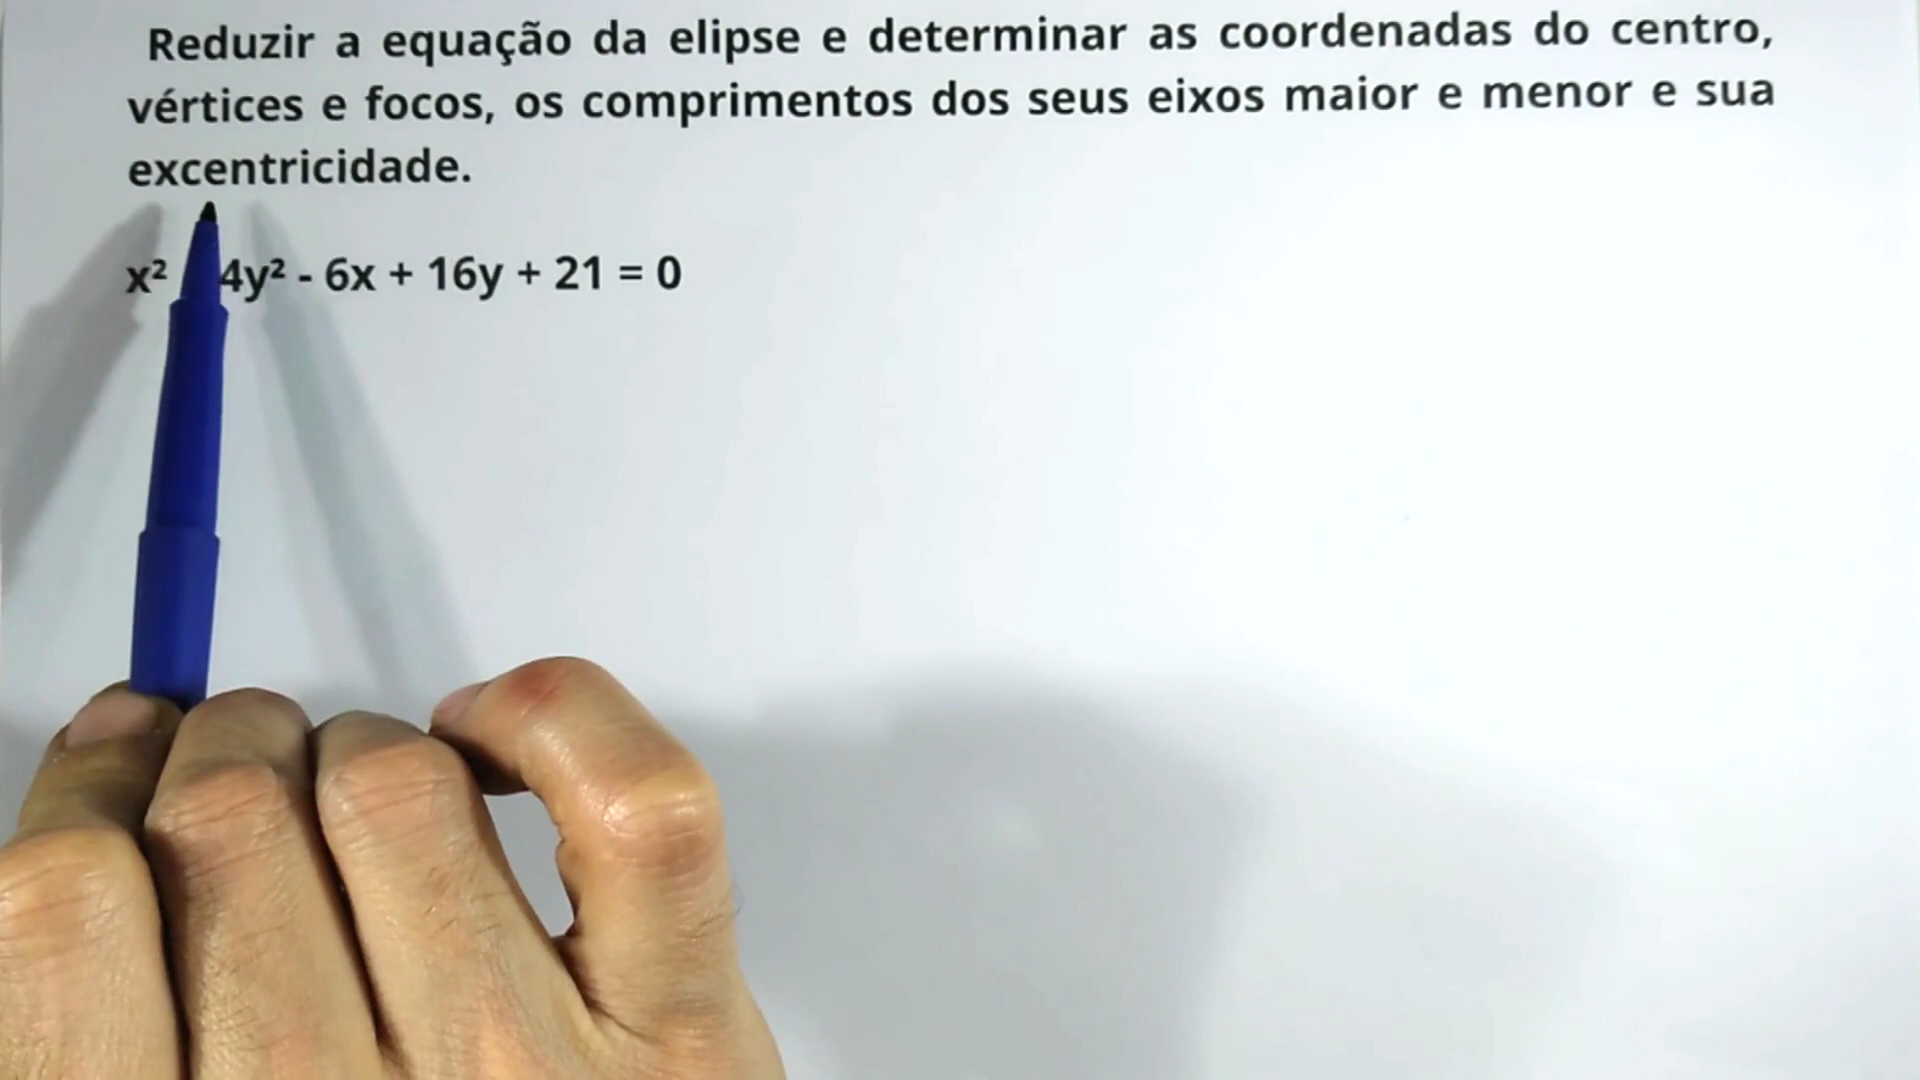 Reduzir a equação da elipse e determinar as coordenadas do centro,
vértices e focos, os comprimentos dos seus eixos maior e menor e sua
excentricidade.
x² 4y² - 6x + 16y + 21 = 0